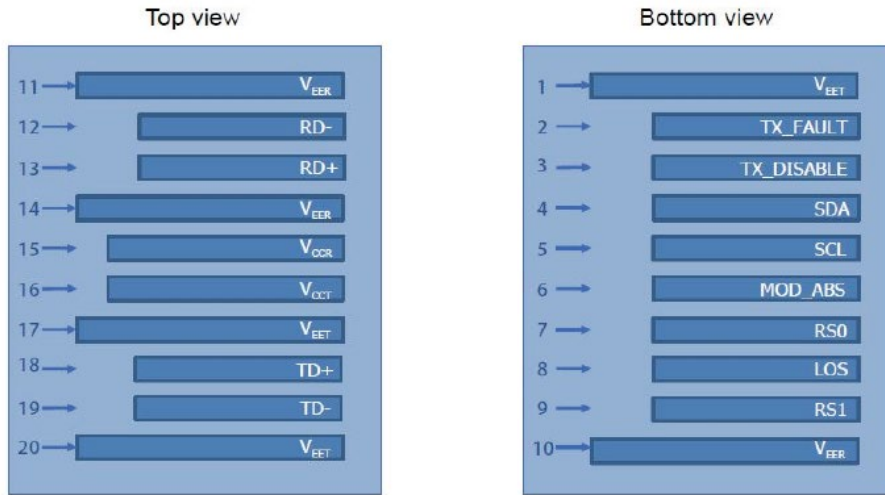 Top view
11 VEER
12 RD-
13 RD+
14 VEER
15 VCCR
16 VCCT
17 VEET
18 TD+
19 TD-
20 VEET
Bottom view
1 VEET
2 TX_FAULT
3 TX_DISABLE
4 SDA
5 SCL
6 MOD_ABS
7 RS0
8 LOS
9 RS1
10 VEER